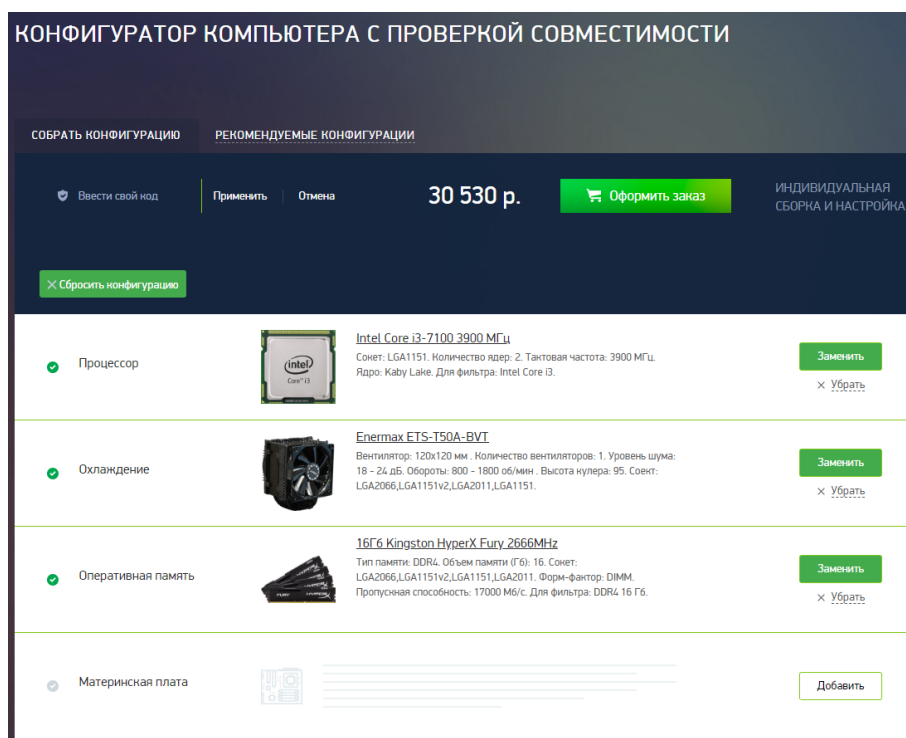 КОНФИГУРАТОР КОМПЬЮТЕРА С ПРОВЕРКОЙ СОВМЕСТИМОСТИ
СОБРАТЬ КОНФИГУРАЦИЮ
РЕКОМЕНДУЕМЫЕ КОНФИГУРАЦИИ
Ввести свой код
Применить
Отмена
30 530 р.
Оформить заказ
ИНДИВИДУАЛЬНАЯ
СБОРКА И НАСТРОЙКА
Сбросить конфигурацию
Процессор
intel
Core i3
Intel Core i3-7100 3900 МГц
Сокет: LGA1151. Количество ядер: 2. Тактовая частота: 3900 МГц.
Ядро: Kaby Lake. Для фильтра: Intel Core i3.
Заменить
Убрать
Охлаждение
Enermax ETS-T50A-BVT
Вентилятор: 120x120 мм . Количество вентиляторов: 1. Уровень шума:
18 - 24 дБ. Обороты: 800 - 1800 об/мин . Высота кулера: 95. Соект:
LGA2066,LGA1151v2,LGA2011,LGA1151.
Заменить
Убрать
Оперативная память
FURY
16Гб Kingston HyperX Fury 2666MHz
Тип памяти: DDR4. Объем памяти (Гб): 16. Сокет:
LGA2066,LGA1151v2,LGA1151,LGA2011. Форм-фактор: DIMM.
Пропускная способность: 17000 Мб/с. Для фильтра: DDR4 16 Гб.
Заменить
Убрать
Материнская плата
Добавить